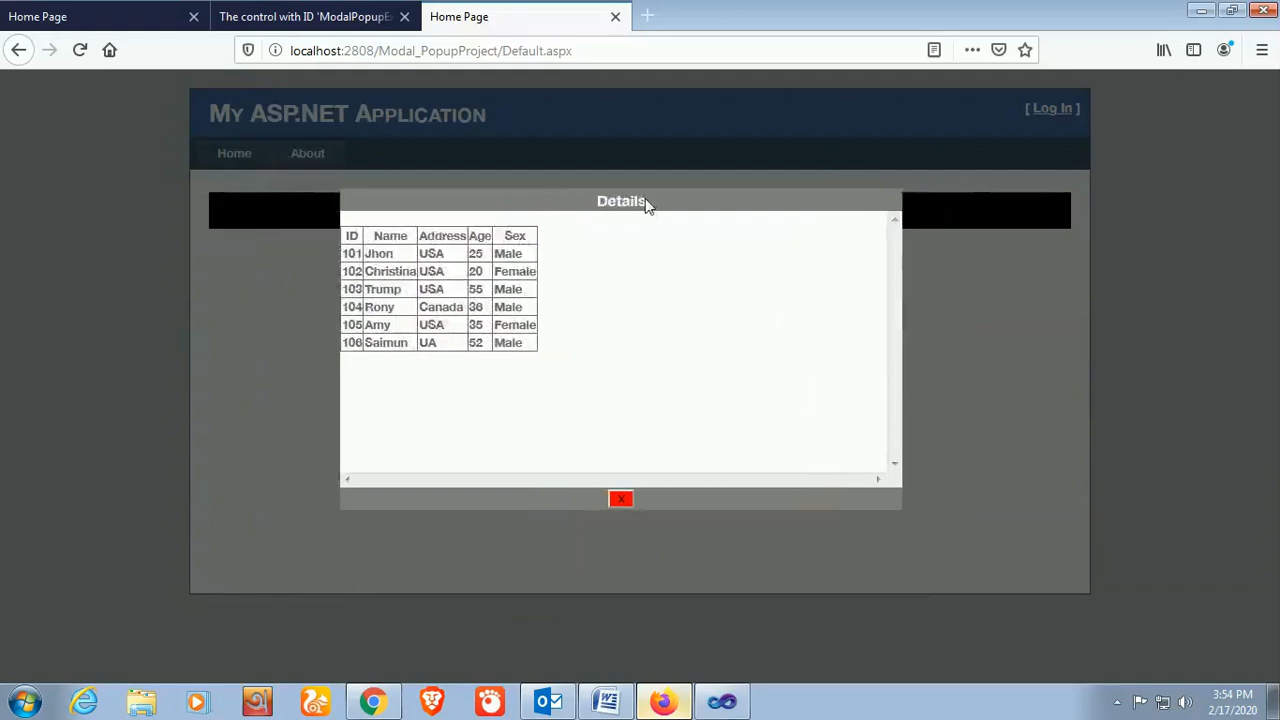 Home Page
The control with ID 'ModalPopupEx
Home Page
localhost:2808/Modal_PopupProject/Default.aspx
My ASP.NET Application
[ Log In ]
Home About
Details
ID Name Address Age Sex
101 Jhon USA 25 Male
102 Christina USA 20 Female
103 Trump USA 55 Male
104 Rony Canada 36 Male
105 Amy USA 35 Female
106 Saimun UA 52 Male
X
3:54 PM
2/17/2020